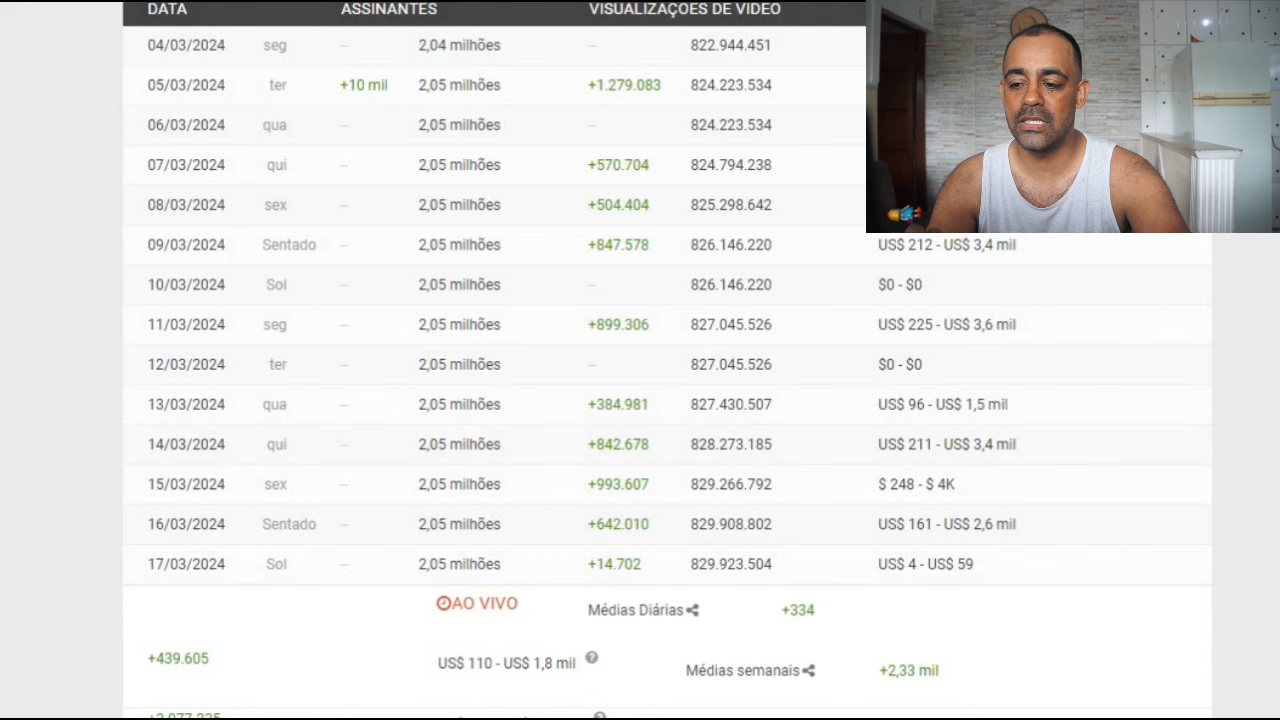 DATA ASSINANTES VISUALIZAÇÕES DE VÍDEO
04/03/2024 seg -- 2,04 milhões -- 822.944.451
05/03/2024 ter +10 mil 2,05 milhões +1.279.083 824.223.534
06/03/2024 qua -- 2,05 milhões -- 824.223.534
07/03/2024 qui -- 2,05 milhões +570.704 824.794.238
08/03/2024 sex -- 2,05 milhões +504.404 825.298.642
09/03/2024 Sentado -- 2,05 milhões +847.578 826.146.220 US$ 212 - US$ 3,4 mil
10/03/2024 Sol -- 2,05 milhões -- 826.146.220 $0 - $0
11/03/2024 seg -- 2,05 milhões +899.306 827.045.526 US$ 225 - US$ 3,6 mil
12/03/2024 ter -- 2,05 milhões -- 827.045.526 $0 - $0
13/03/2024 qua -- 2,05 milhões +384.981 827.430.507 US$ 96 - US$ 1,5 mil
14/03/2024 qui -- 2,05 milhões +842.678 828.273.185 US$ 211 - US$ 3,4 mil
15/03/2024 sex -- 2,05 milhões +993.607 829.266.792 $ 248 - $ 4K
16/03/2024 Sentado -- 2,05 milhões +642.010 829.908.802 US$ 161 - US$ 2,6 mil
17/03/2024 Sol -- 2,05 milhões +14.702 829.923.504 US$ 4 - US$ 59
AO VIVO Médias Diárias +334
+439.605 US$ 110 - US$ 1,8 mil
Médias semanais +2,33 mil